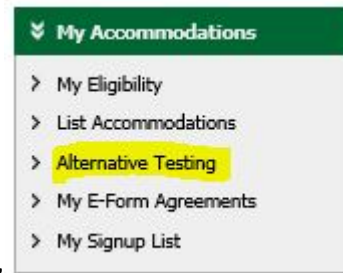 My Accommodations
> My Eligibility
> List Accommodations
> Alternative Testing
> My E-Form Agreements
> My Signup List